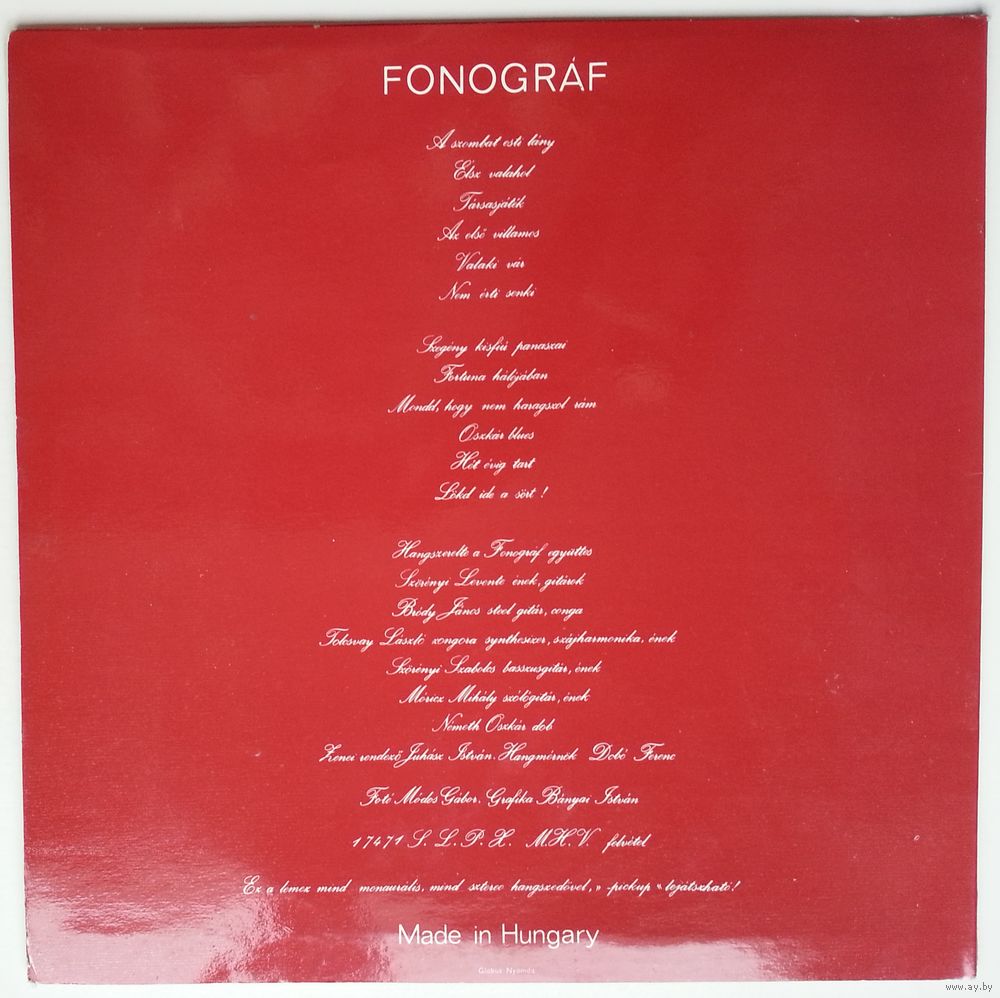 FONOGRÁF
A szombat esti lány
Élsz valahol
Társasjáték
Az első villamos
Valaki vár
Nem érti senki
Szegény kisfiú panaszai
Fortuna hálójában
Mondd, hogy nem haragszol rám
Oszkár blues
Hét évig tart
Lökd ide a sört !
Hangszerelte a Fonográf együttes
Szörényi Levente ének, gitárok
Bródy János steel gitár, conga
Tolcsvay László zongora synthesizer, szájharmonika, ének
Szörényi Szabolcs basszusgitár, ének
Móricz Mihály szólógitár, ének
Németh Oszkár dob
Zenei rendező Juhász István. Hangmérnök Dobó Ferenc
Fotó Módos Gábor. Grafika Bányai István
17471 S. L. P. X. M.H.V. felvétel
Ez a lemez mind monaurális, mind sztereo hangszedővel, » -pickup « lejátszható!
Made in Hungary
Globus Nyomda
www.ay.by